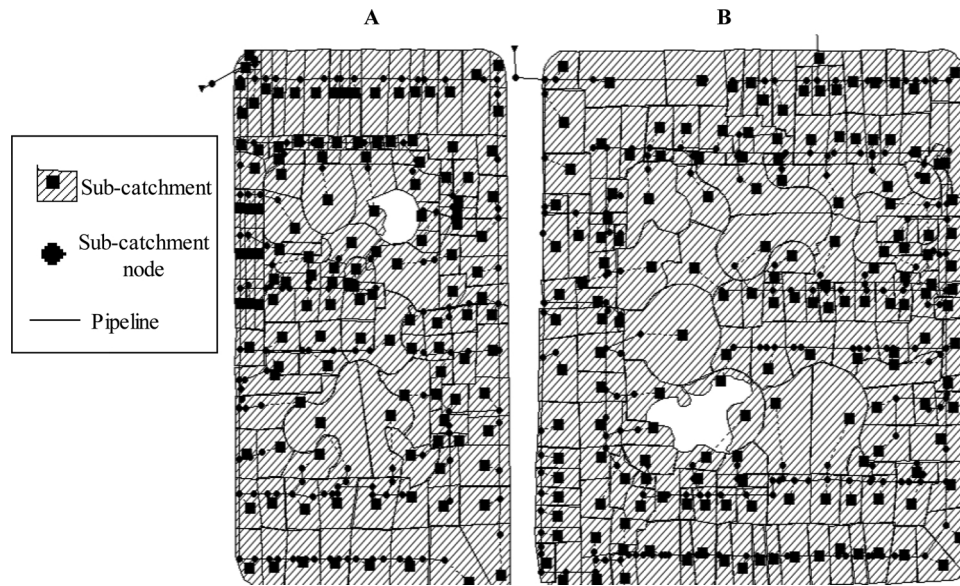 A
B
Sub-catchment
Sub-catchment
node
Pipeline